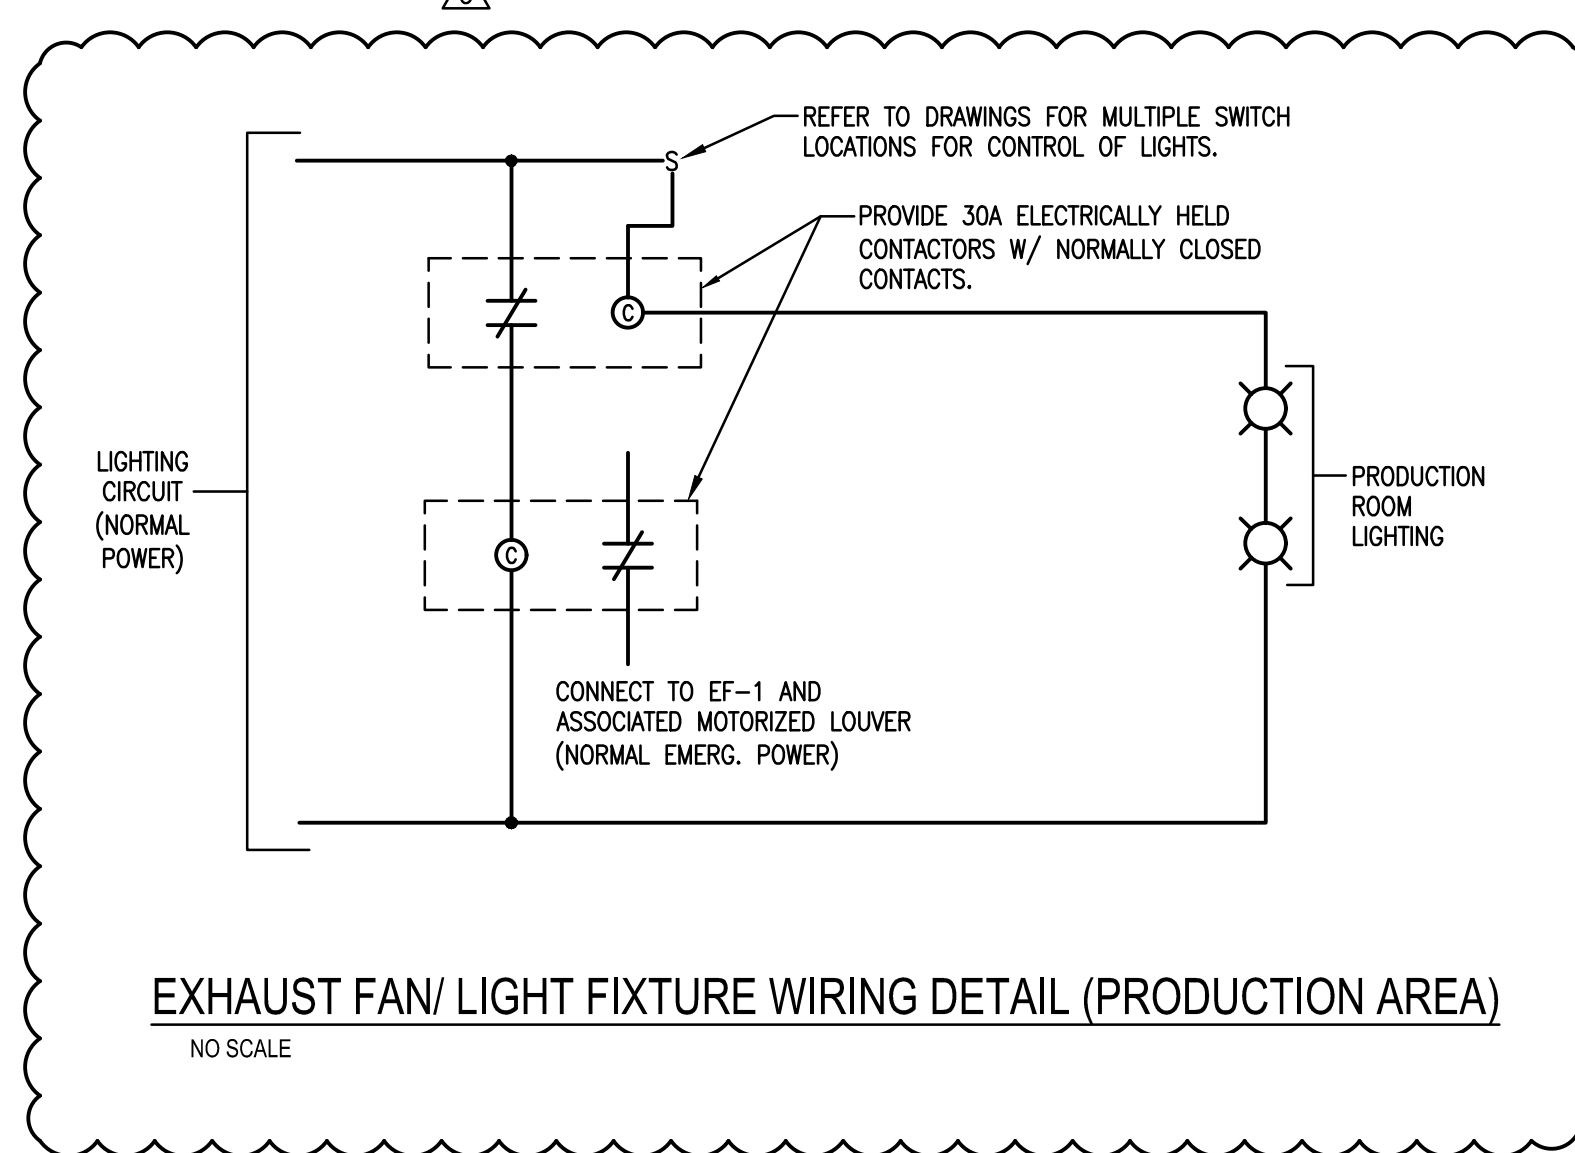 S
REFER TO DRAWINGS FOR MULTIPLE SWITCH
LOCATIONS FOR CONTROL OF LIGHTS.
PROVIDE 30A ELECTRICALLY HELD
CONTACTORS W/ NORMALLY CLOSED
CONTACTS.
C
LIGHTING
CIRCUIT
(NORMAL
POWER)
C
PRODUCTION
ROOM
LIGHTING
CONNECT TO EF-1 AND
ASSOCIATED MOTORIZED LOUVER
(NORMAL EMERG. POWER)
EXHAUST FAN/ LIGHT FIXTURE WIRING DETAIL (PRODUCTION AREA)
NO SCALE